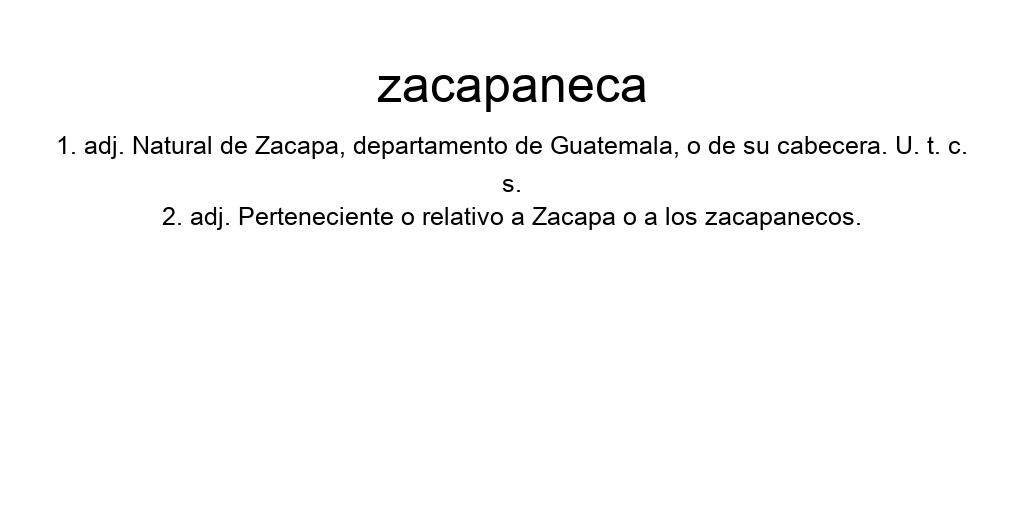 zacapaneca
1. adj. Natural de Zacapa, departamento de Guatemala, o de su cabecera. U. t. c.
s.
2. adj. Perteneciente o relativo a Zacapa o a los zacapanecos.